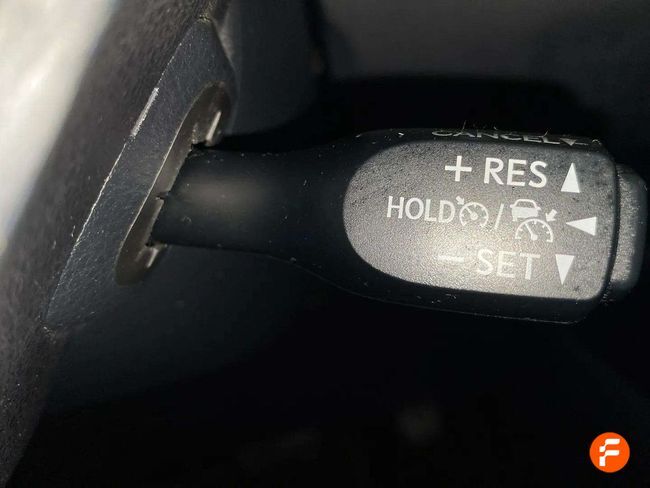 CANCEL
+ RES ▲
HOLD / ◀
− SET ▼